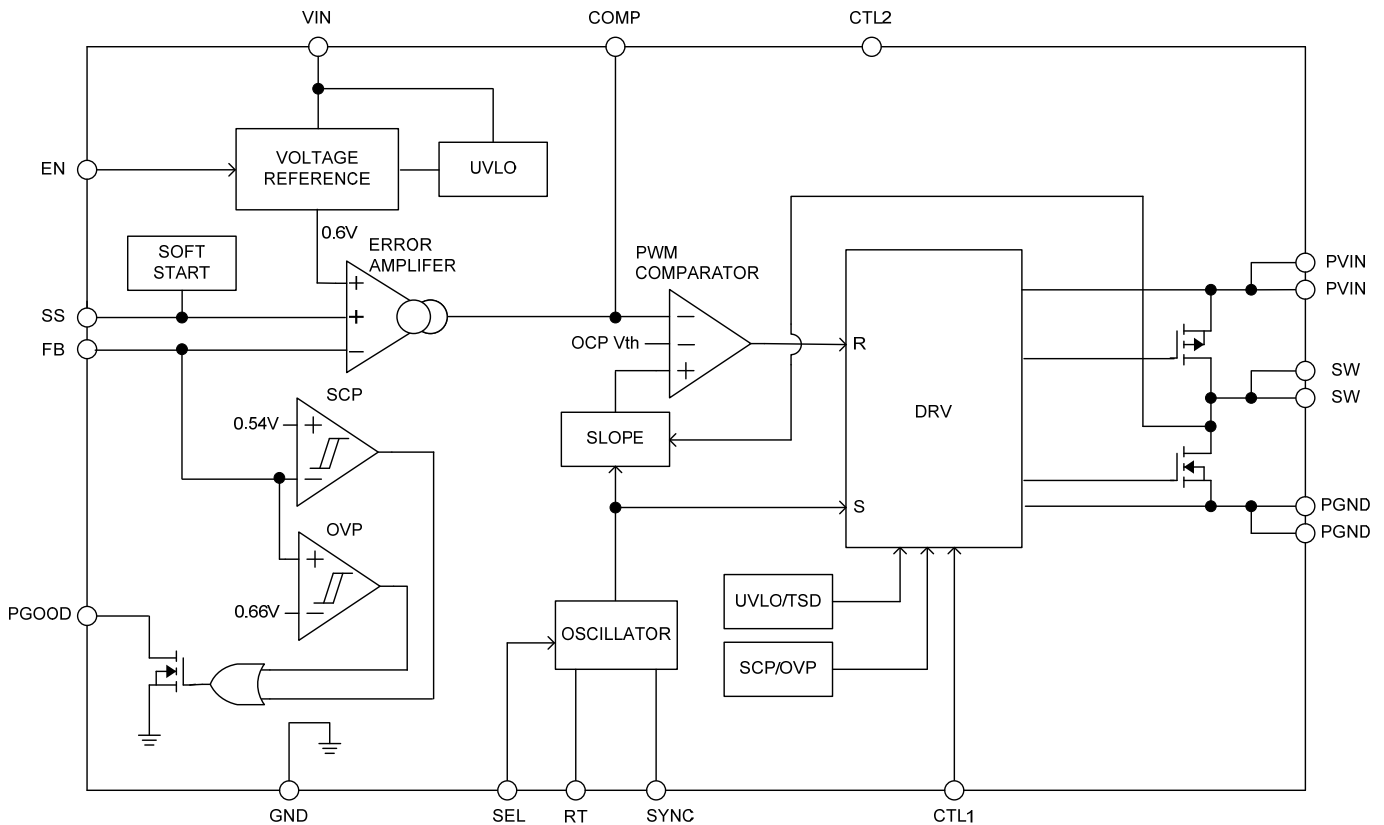 VIN
COMP
CTL2
EN
VOLTAGE
REFERENCE
UVLO
0.6V
ERROR
AMPLIFER
SOFT
START
PWM
COMPARATOR
PVIN
PVIN
SS
+
+
−
−
−
+
FB
OCP Vth
R
SW
SW
DRV
SCP
0.54V
+
−
SLOPE
S
PGND
PGND
OVP
+
−
0.66V
PGOOD
OSCILLATOR
UVLO/TSD
SCP/OVP
GND
SEL
RT
SYNC
CTL1